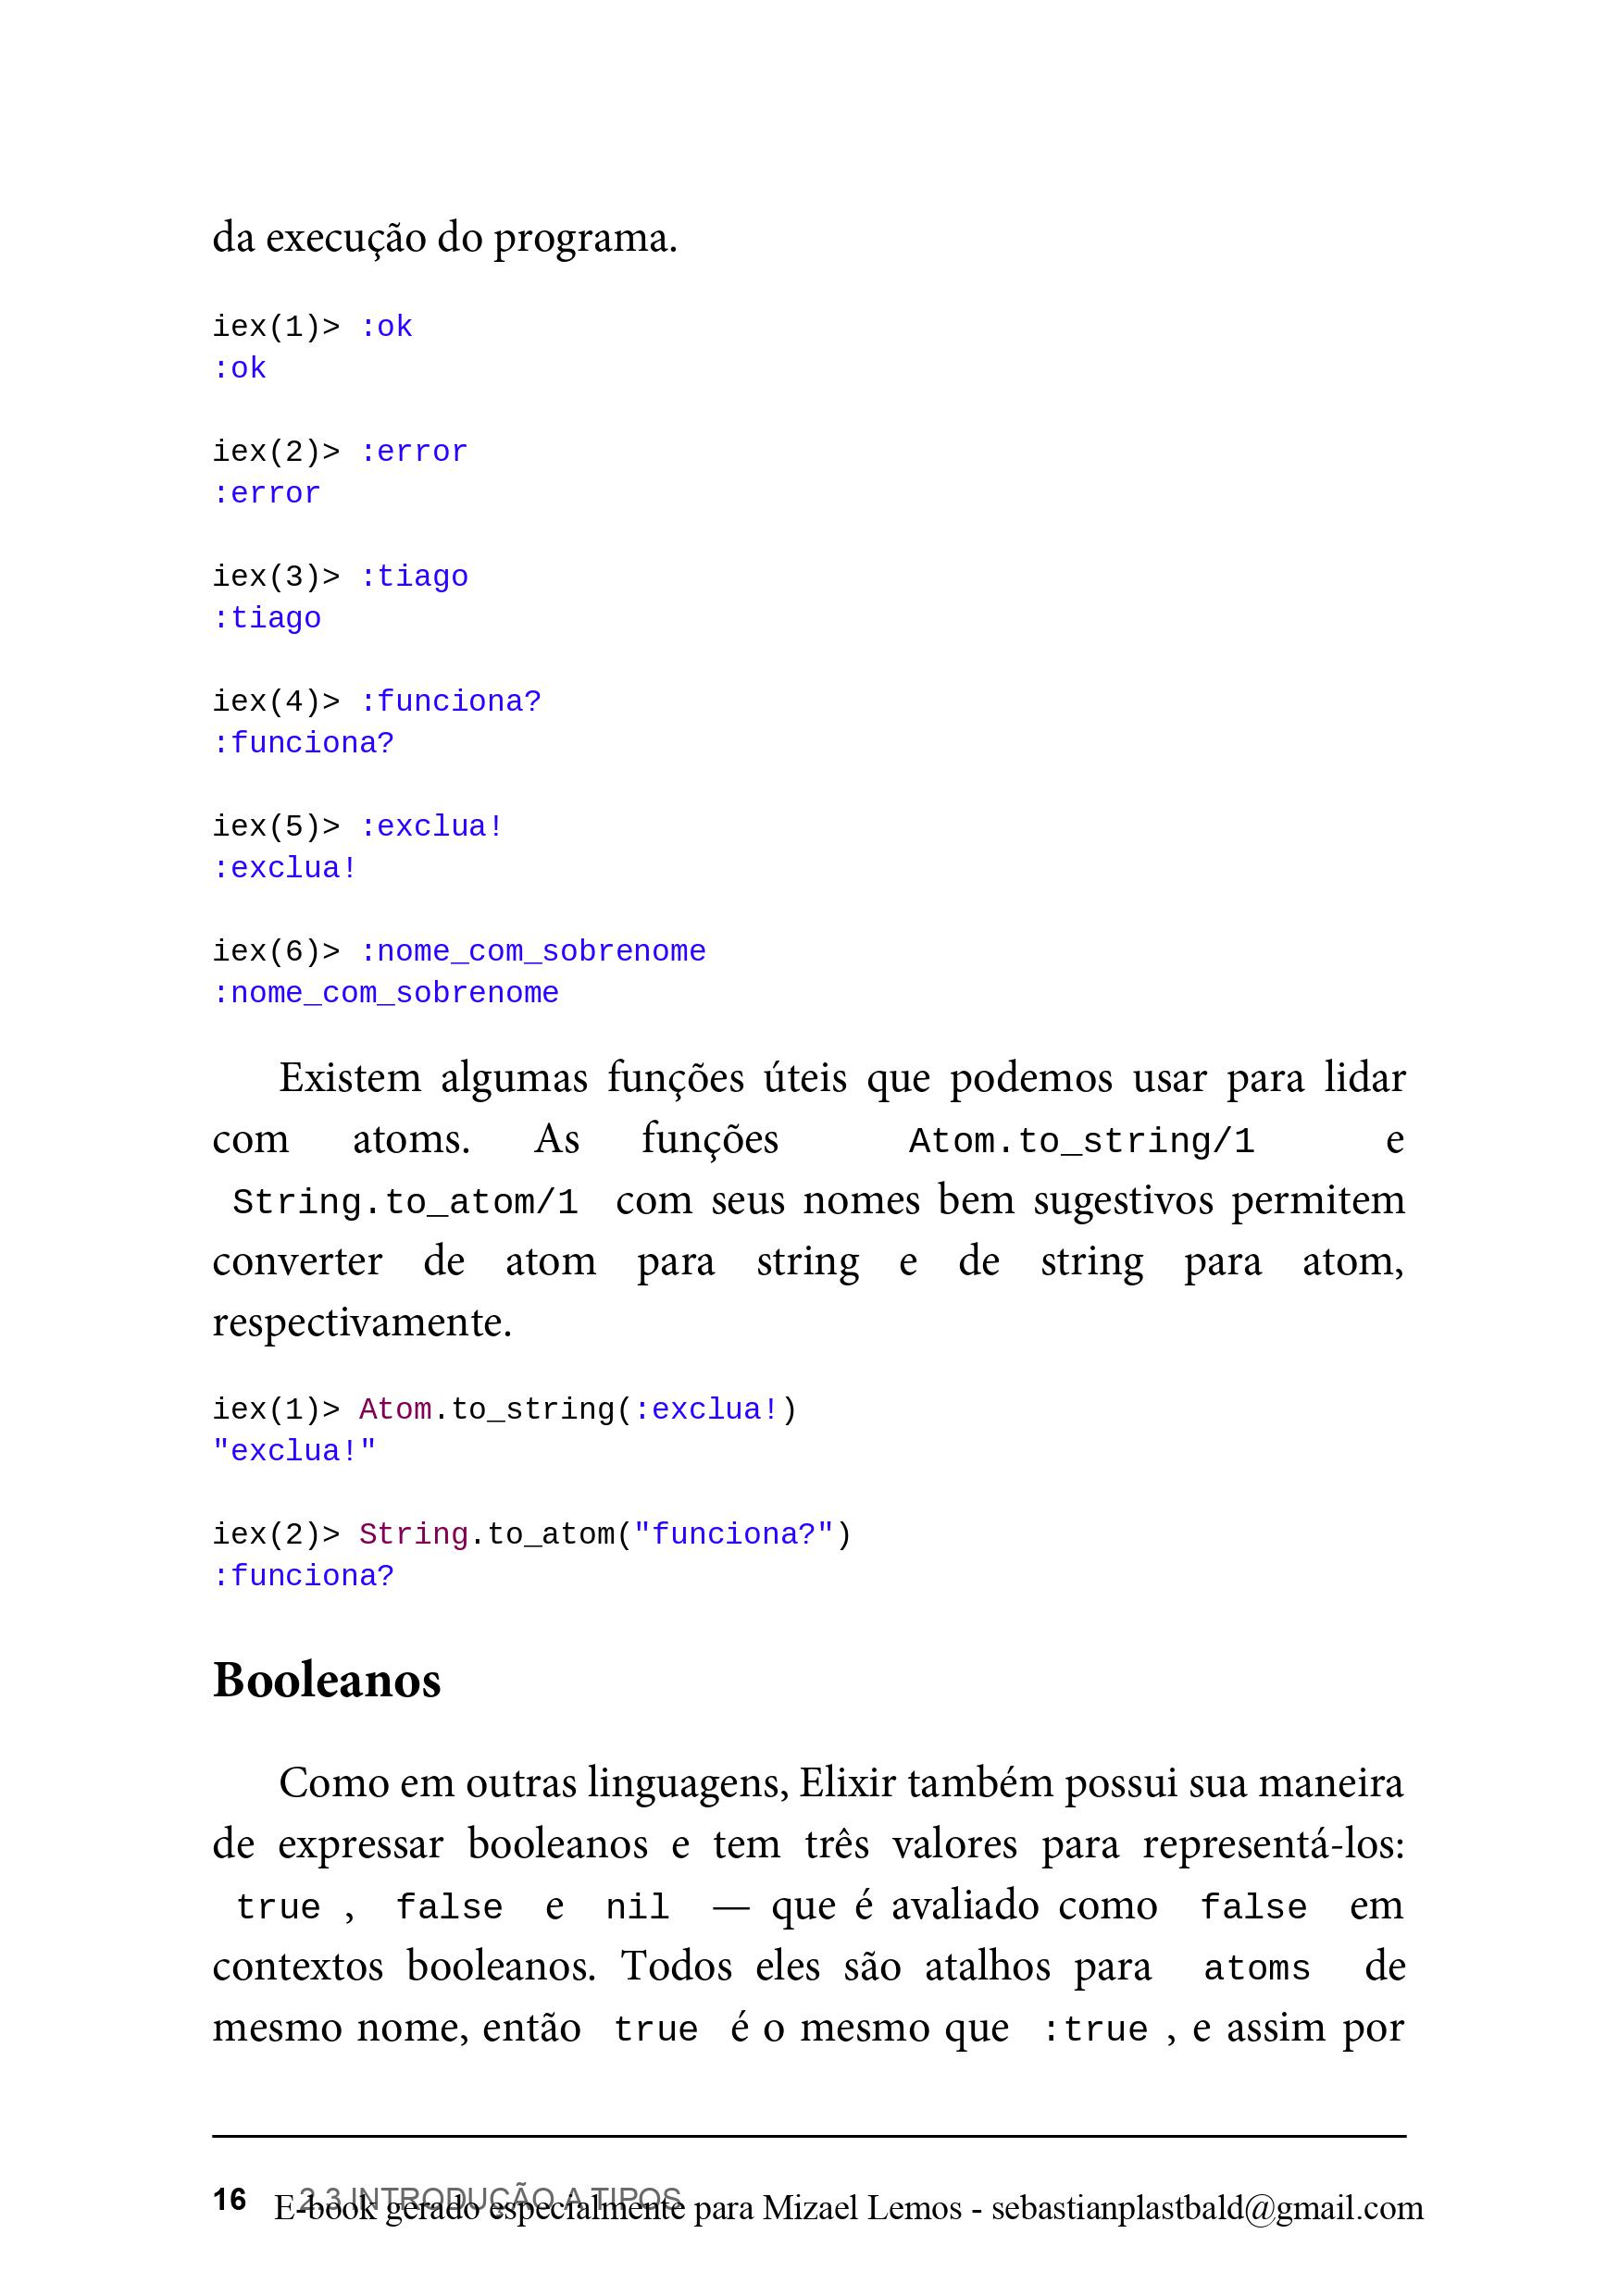 da execução do programa.
iex(1)> :ok
:ok
iex(2)> :error
:error
iex(3)> :tiago
:tiago
iex(4)> :funciona?
:funciona?
iex(5)> :exclua!
:exclua!
iex(6)> :nome_com_sobrenome
:nome_com_sobrenome
Existem algumas funções úteis que podemos usar para lidar
com atoms. As funções Atom.to_string/1 e
String.to_atom/1 com seus nomes bem sugestivos permitem
converter de atom para string e de string para atom,
respectivamente.
iex(1)> Atom.to_string(:exclua!)
"exclua!"
iex(2)> String.to_atom("funciona?")
:funciona?
Booleanos
Como em outras linguagens, Elixir também possui sua maneira
de expressar booleanos e tem três valores para representá-los:
true , false e nil — que é avaliado como false em
contextos booleanos. Todos eles são atalhos para atoms de
mesmo nome, então true é o mesmo que :true , e assim por
16 2.3 INTRODUÇÃO A TIPOS
E-book gerado especialmente para Mizael Lemos - sebastianplastbald@gmail.com